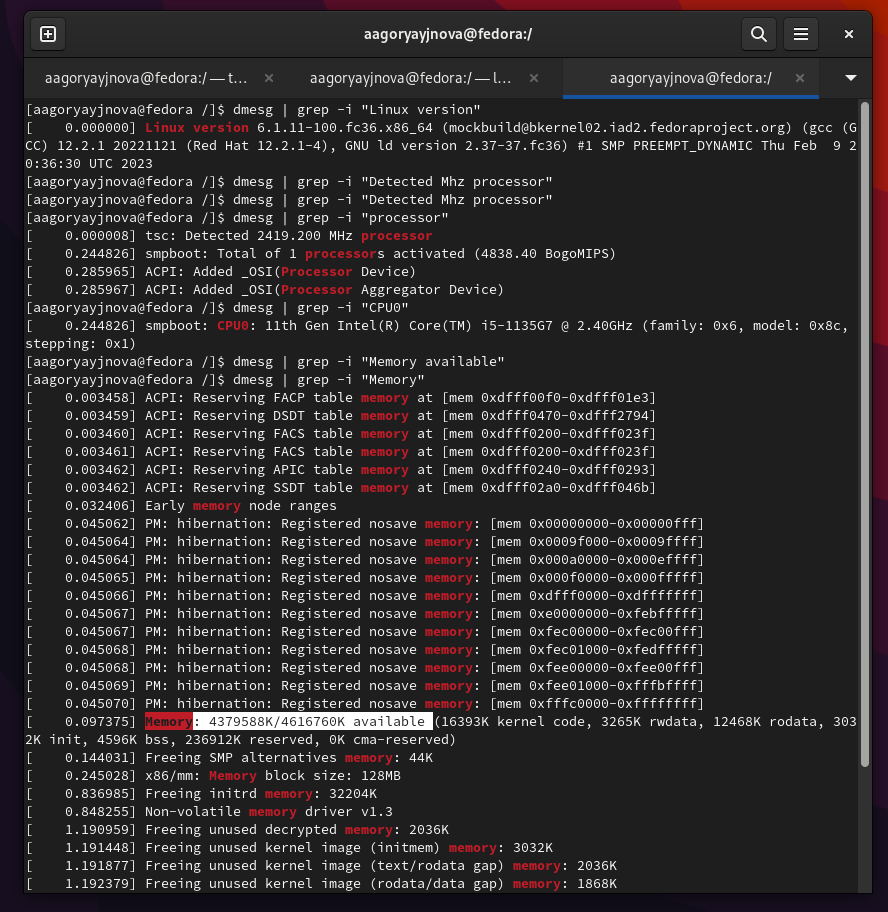 aagoryayjnova@fedora:/
aagoryayjnova@fedora:/ — t…
aagoryayjnova@fedora:/ — l…
aagoryayjnova@fedora:/
[aagoryayjnova@fedora /]$ dmesg | grep -i "Linux version"
[    0.000000] Linux version 6.1.11-100.fc36.x86_64 (mockbuild@bkernel02.iad2.fedoraproject.org) (gcc (G
CC) 12.2.1 20221121 (Red Hat 12.2.1-4), GNU ld version 2.37-37.fc36) #1 SMP PREEMPT_DYNAMIC Thu Feb  9 2
0:36:30 UTC 2023
[aagoryayjnova@fedora /]$ dmesg | grep -i "Detected Mhz processor"
[aagoryayjnova@fedora /]$ dmesg | grep -i "Detected Mhz processor"
[aagoryayjnova@fedora /]$ dmesg | grep -i "processor"
[    0.000008] tsc: Detected 2419.200 MHz processor
[    0.244826] smpboot: Total of 1 processors activated (4838.40 BogoMIPS)
[    0.285965] ACPI: Added _OSI(Processor Device)
[    0.285967] ACPI: Added _OSI(Processor Aggregator Device)
[aagoryayjnova@fedora /]$ dmesg | grep -i "CPU0"
[    0.244826] smpboot: CPU0: 11th Gen Intel(R) Core(TM) i5-1135G7 @ 2.40GHz (family: 0x6, model: 0x8c,
stepping: 0x1)
[aagoryayjnova@fedora /]$ dmesg | grep -i "Memory available"
[aagoryayjnova@fedora /]$ dmesg | grep -i "Memory"
[    0.003458] ACPI: Reserving FACP table memory at [mem 0xdfff00f0-0xdfff01e3]
[    0.003459] ACPI: Reserving DSDT table memory at [mem 0xdfff0470-0xdfff2794]
[    0.003460] ACPI: Reserving FACS table memory at [mem 0xdfff0200-0xdfff023f]
[    0.003461] ACPI: Reserving FACS table memory at [mem 0xdfff0200-0xdfff023f]
[    0.003462] ACPI: Reserving APIC table memory at [mem 0xdfff0240-0xdfff0293]
[    0.003462] ACPI: Reserving SSDT table memory at [mem 0xdfff02a0-0xdfff046b]
[    0.032406] Early memory node ranges
[    0.045062] PM: hibernation: Registered nosave memory: [mem 0x00000000-0x00000fff]
[    0.045064] PM: hibernation: Registered nosave memory: [mem 0x0009f000-0x0009ffff]
[    0.045064] PM: hibernation: Registered nosave memory: [mem 0x000a0000-0x000effff]
[    0.045065] PM: hibernation: Registered nosave memory: [mem 0x000f0000-0x000fffff]
[    0.045066] PM: hibernation: Registered nosave memory: [mem 0xdfff0000-0xdfffffff]
[    0.045067] PM: hibernation: Registered nosave memory: [mem 0xe0000000-0xfebfffff]
[    0.045067] PM: hibernation: Registered nosave memory: [mem 0xfec00000-0xfec00fff]
[    0.045068] PM: hibernation: Registered nosave memory: [mem 0xfec01000-0xfedfffff]
[    0.045068] PM: hibernation: Registered nosave memory: [mem 0xfee00000-0xfee00fff]
[    0.045069] PM: hibernation: Registered nosave memory: [mem 0xfee01000-0xfffbffff]
[    0.045070] PM: hibernation: Registered nosave memory: [mem 0xfffc0000-0xffffffff]
[    0.097375] Memory: 4379588K/4616760K available (16393K kernel code, 3265K rwdata, 12468K rodata, 303
2K init, 4596K bss, 236912K reserved, 0K cma-reserved)
[    0.144031] Freeing SMP alternatives memory: 44K
[    0.245028] x86/mm: Memory block size: 128MB
[    0.836985] Freeing initrd memory: 32204K
[    0.848255] Non-volatile memory driver v1.3
[    1.190959] Freeing unused decrypted memory: 2036K
[    1.191448] Freeing unused kernel image (initmem) memory: 3032K
[    1.191877] Freeing unused kernel image (text/rodata gap) memory: 2036K
[    1.192379] Freeing unused kernel image (rodata/data gap) memory: 1868K